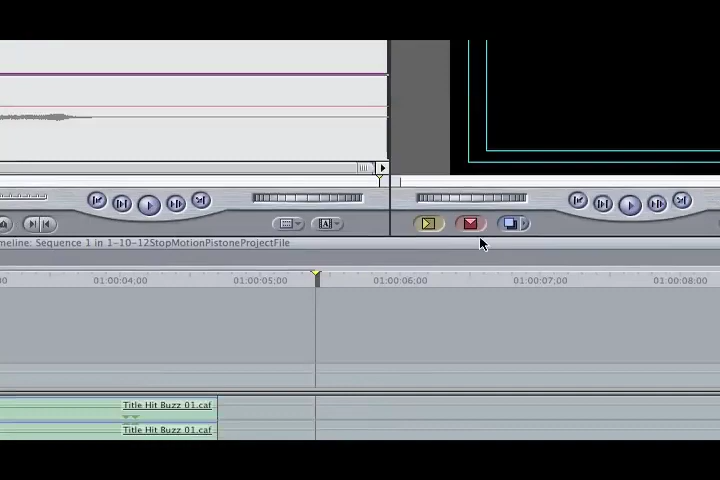 A
meline: Sequence 1 in 1-10-12StopMotionPistoneProjectFile
00 01:00:04;00 01:00:05;00 01:00:06;00 01:00:07;00 01:00:08;00
Title Hit Buzz 01.caf
Title Hit Buzz 01.caf